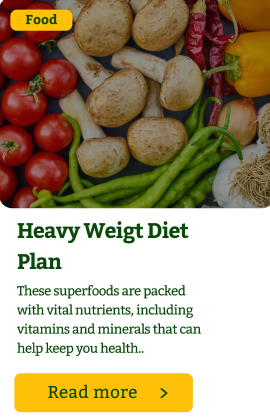 Food
Heavy Weigt Diet
Plan
These superfoods are packed
with vital nutrients, including
vitamins and minerals that can
help keep you health..
Read more